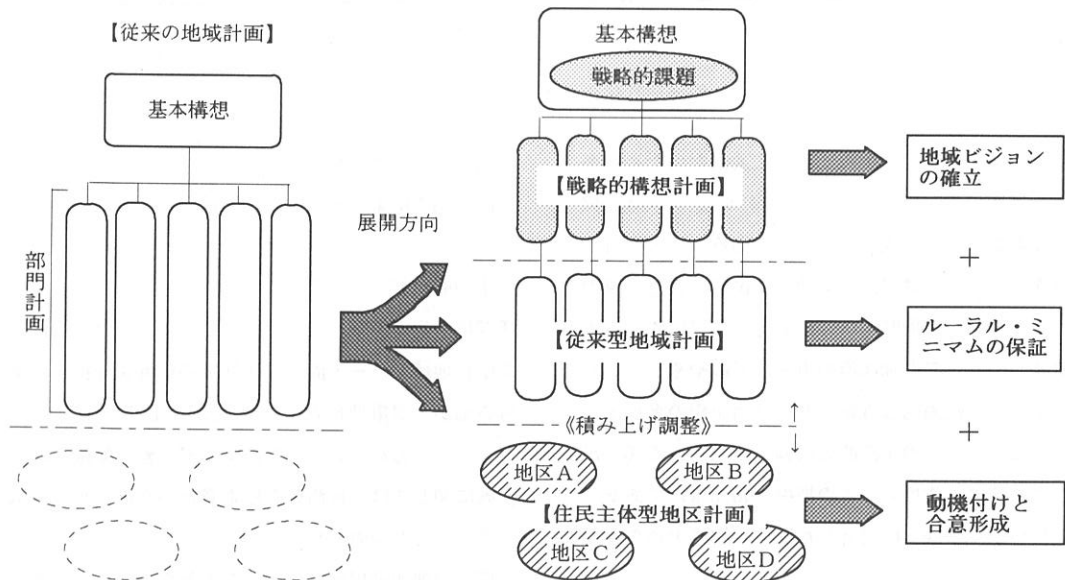 【従来の地域計画】
基本構想
部門計画
展開方向
基本構想
戦略的課題
【戦略的構想計画】
地域ビジョン
の確立
+
【従来型地域計画】
ルーラル・ミ
ニマムの保証
《積み上げ調整》
+
地区A
地区B
【住民主体型地区計画】
地区C
地区D
動機付けと
合意形成